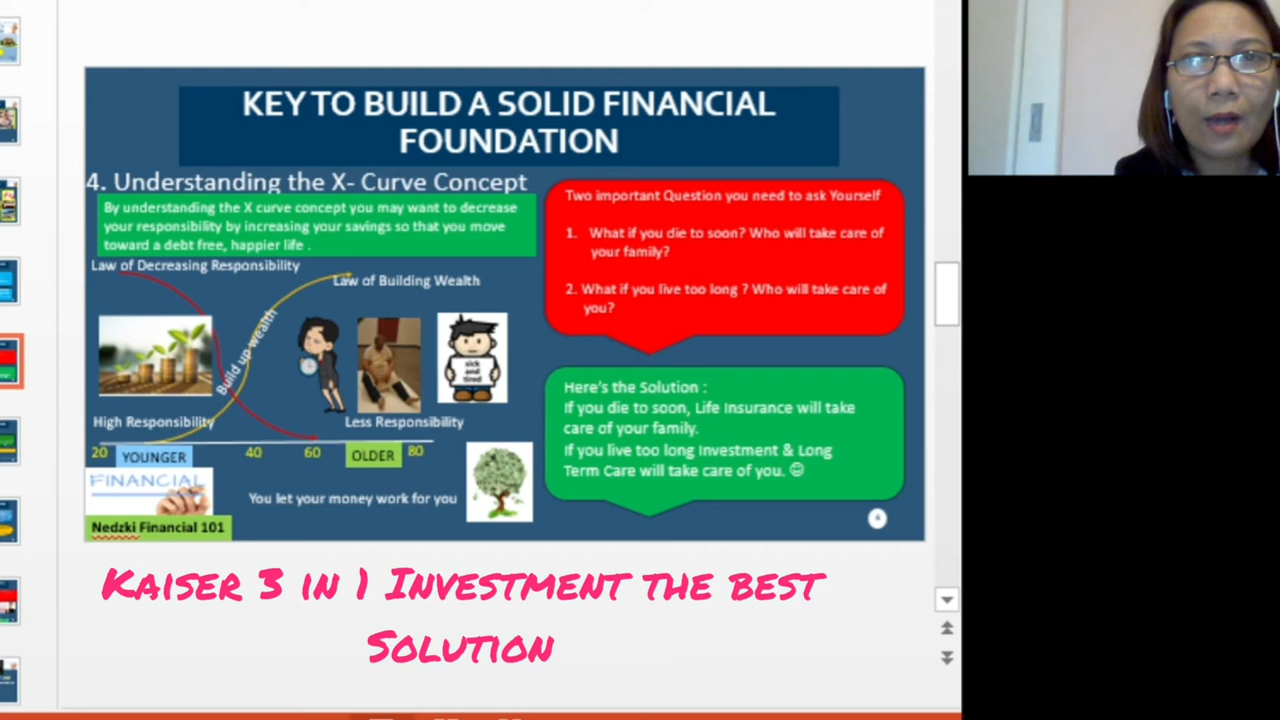 KEY TO BUILD A SOLID FINANCIAL
FOUNDATION
4. Understanding the X- Curve Concept
By understanding the X curve concept you may want to decrease
your responsibility by increasing your savings so that you move
toward a debt free, happier life .
Law of Decreasing Responsibility
Law of Building Wealth
Build up wealth
sick
and
tired
High Responsibility
Less Responsibility
20
40
60
80
YOUNGER
OLDER
FINANCIAL
You let your money work for you
Nedzki Financial 101
Two important Question you need to ask Yourself
1. What if you die to soon? Who will take care of
your family?
2. What if you live too long ? Who will take care of
you?
Here's the Solution :
If you die to soon, Life Insurance will take
care of your family.
If you live too long Investment & Long
Term Care will take care of you. ☺
Kaiser 3 in 1 Investment the best
Solution